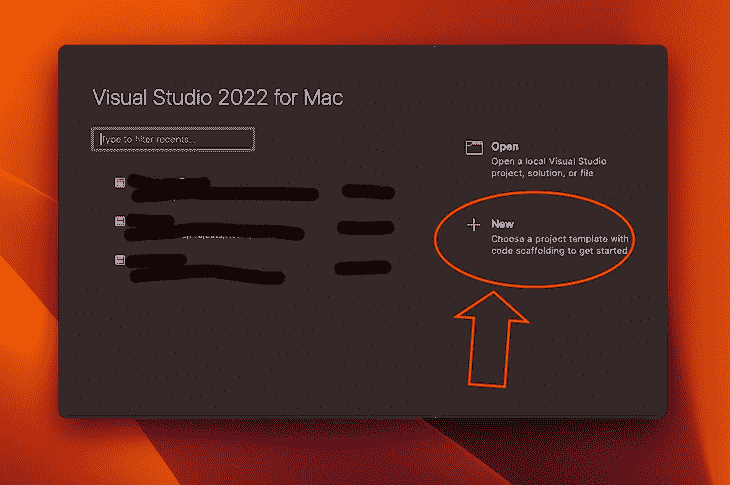 Visual Studio 2022 for Mac
Type to filter recents...
Open
Open a local Visual Studio
project, solution, or file
New
Choose a project template with
code scaffolding to get started